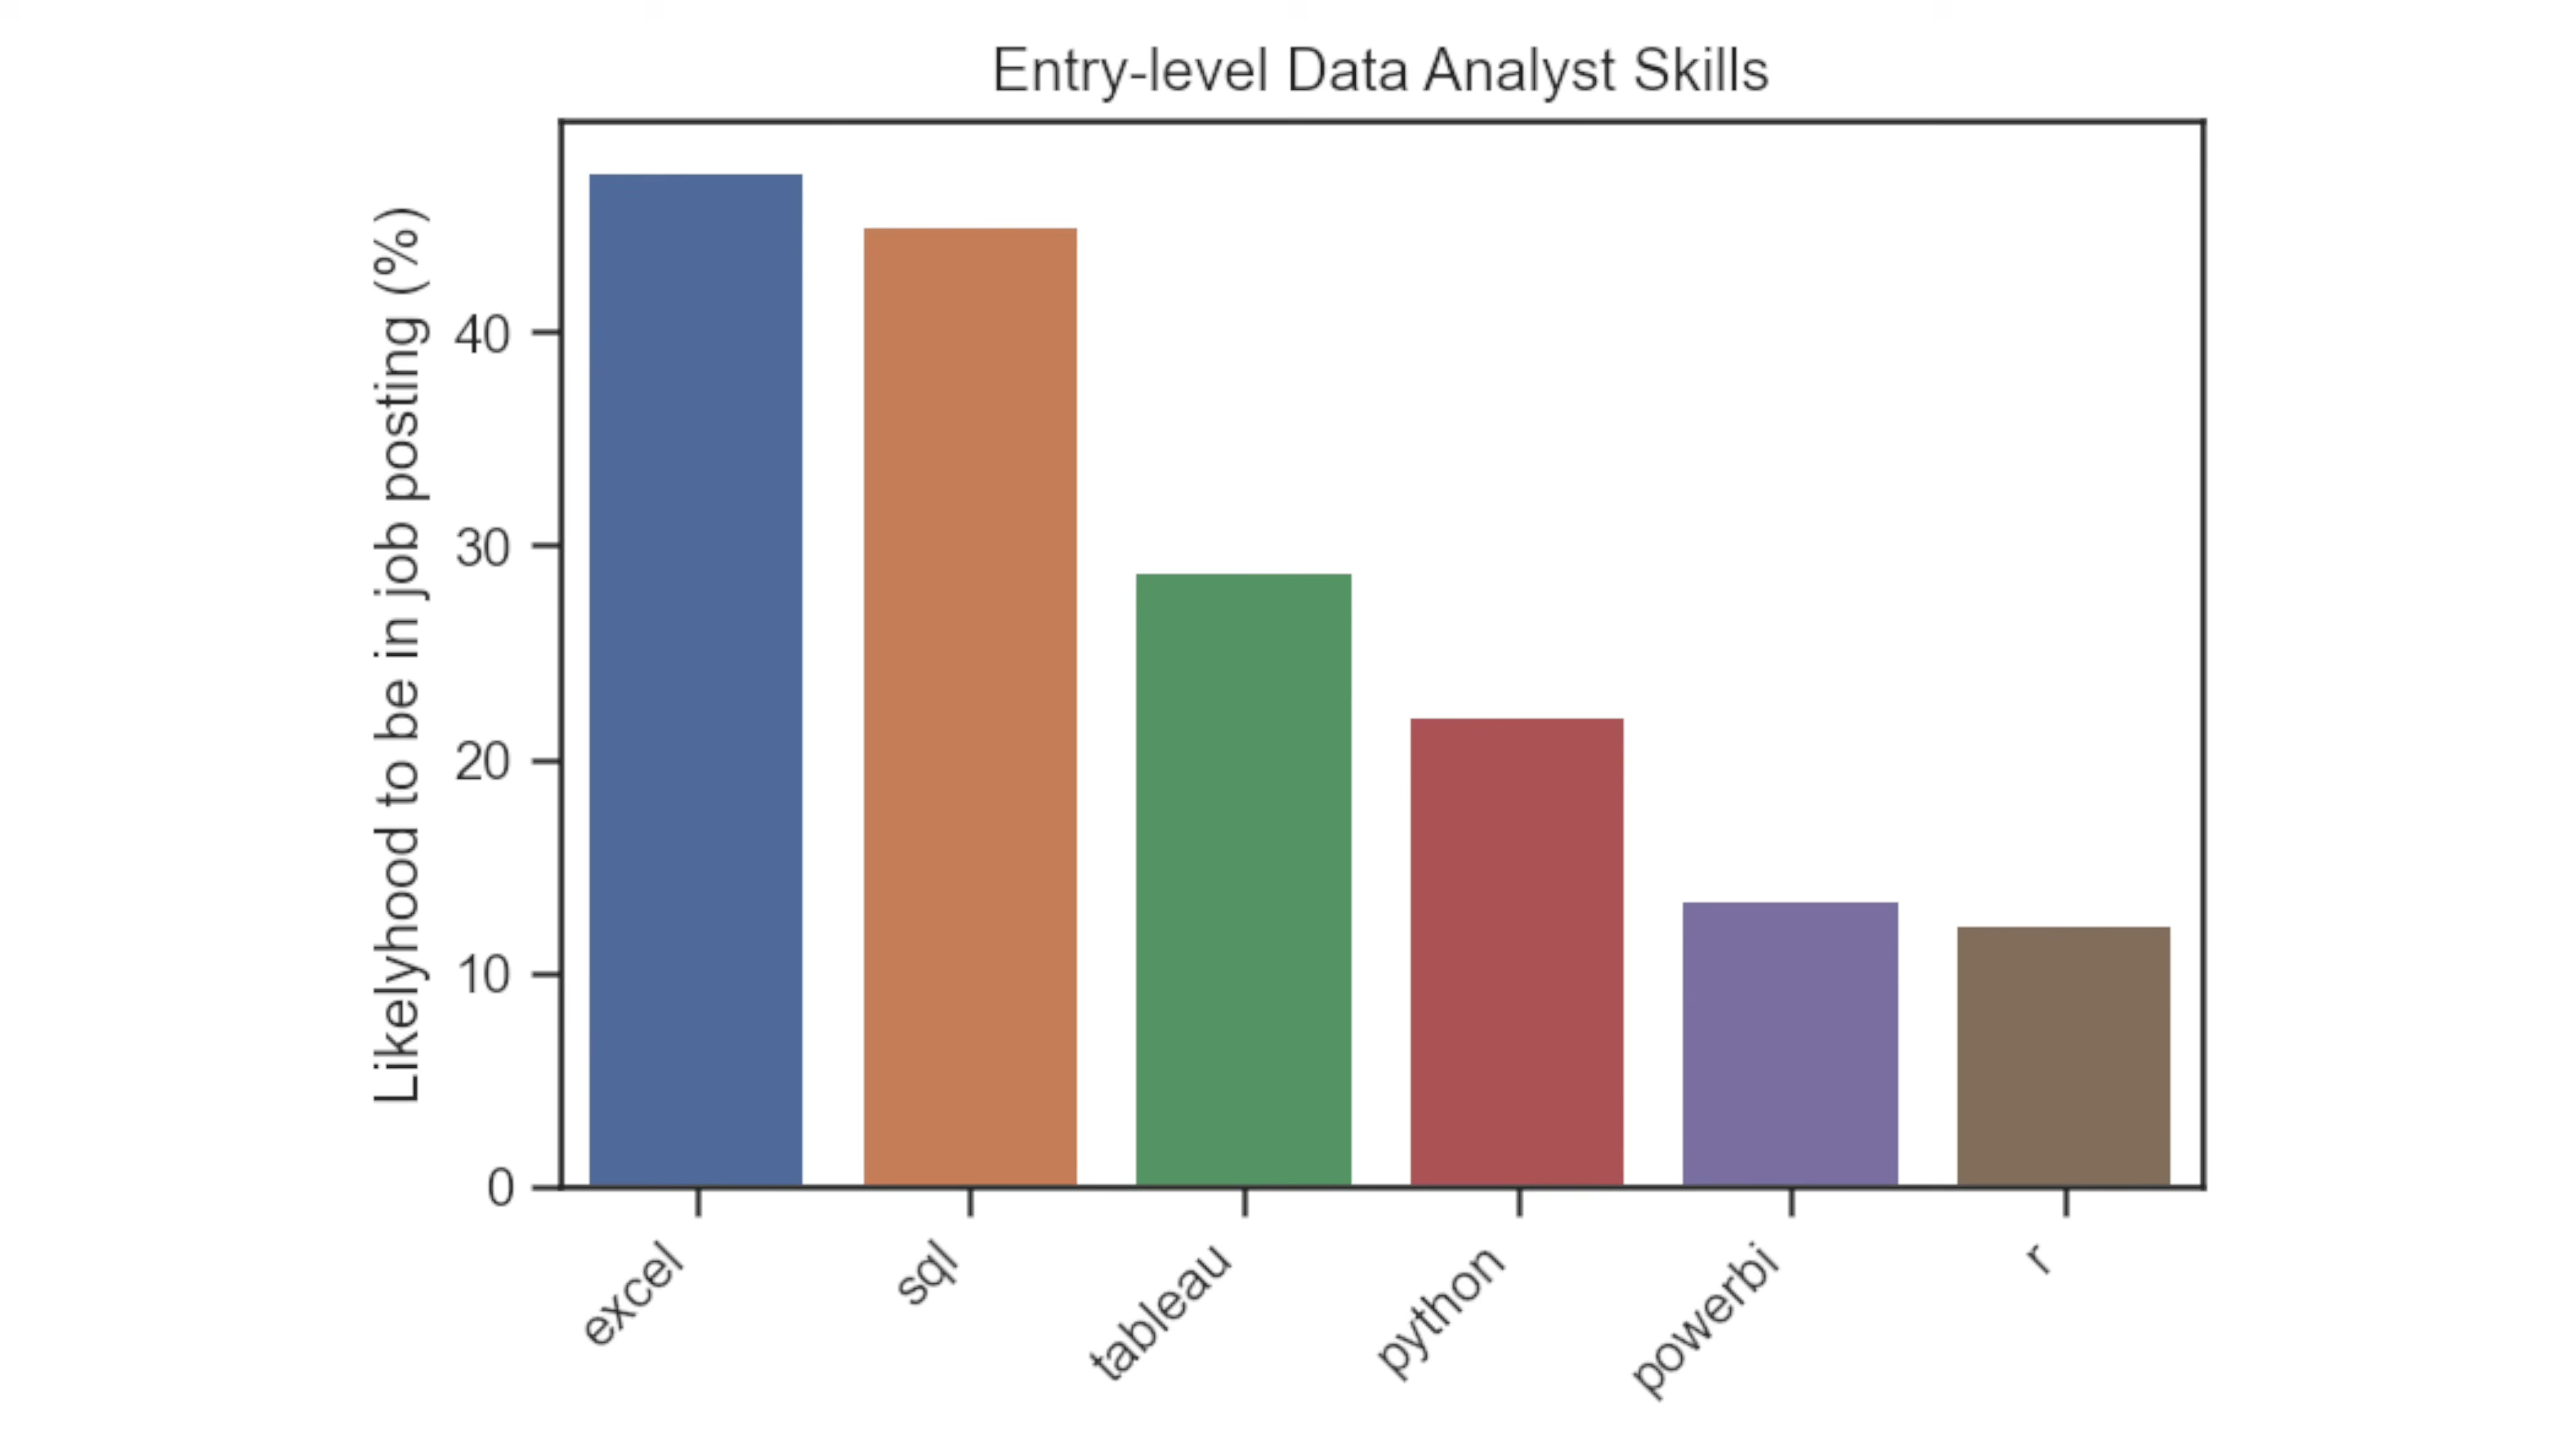 Entry-level Data Analyst Skills
Likelyhood to be in job posting (%)
40
30
20
10
0
excel
sql
tableau
python
powerbi
r